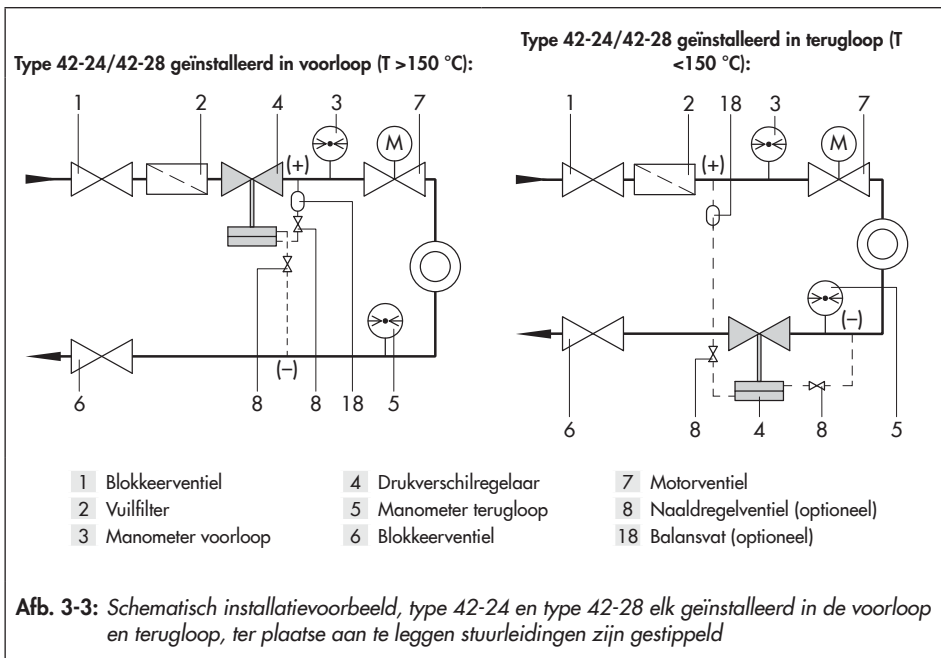 Type 42-24/42-28 geïnstalleerd in voorloop (T >150 °C):
1 2 4 3 7
M
(+)
(–)
6 8 8 18 5
Type 42-24/42-28 geïnstalleerd in terugloop (T
<150 °C):
1 2 18 3 7
M
(+)
(–)
6 8 4 8 5
1 Blokkeerventiel
2 Vuilfilter
3 Manometer voorloop
4 Drukverschilregelaar
5 Manometer terugloop
6 Blokkeerventiel
7 Motorventiel
8 Naaldregelventiel (optioneel)
18 Balansvat (optioneel)
Afb. 3-3: Schematisch installatievoorbeeld, type 42-24 en type 42-28 elk geïnstalleerd in de voorloop
en terugloop, ter plaatse aan te leggen stuurleidingen zijn gestippeld